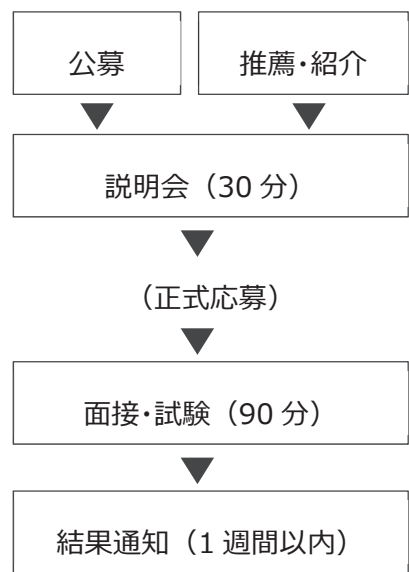 公募
推薦・紹介
説明会（30 分）
（正式応募）
面接・試験（90 分）
結果通知（1 週間以内）